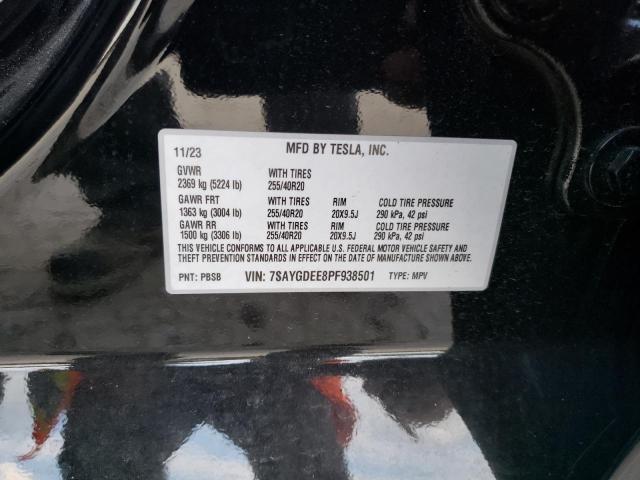 11/23 MFD BY TESLA, INC.
GVWR WITH TIRES
2369 kg (5224 lb) 255/40R20
GAWR FRT WITH TIRES RIM COLD TIRE PRESSURE
1363 kg (3004 lb) 255/40R20 20X9.5J 290 kPa, 42 psi
GAWR RR WITH TIRES RIM COLD TIRE PRESSURE
1500 kg (3306 lb) 255/40R20 20X9.5J 290 kPa, 42 psi
THIS VEHICLE CONFORMS TO ALL APPLICABLE U.S. FEDERAL MOTOR VEHICLE SAFETY AND
THEFT PREVENTION STANDARDS IN EFFECT ON THE DATE OF MANUFACTURE SHOWN ABOVE.
PNT: PBSB VIN: 7SAYGDEE8PF938501 TYPE: MPV